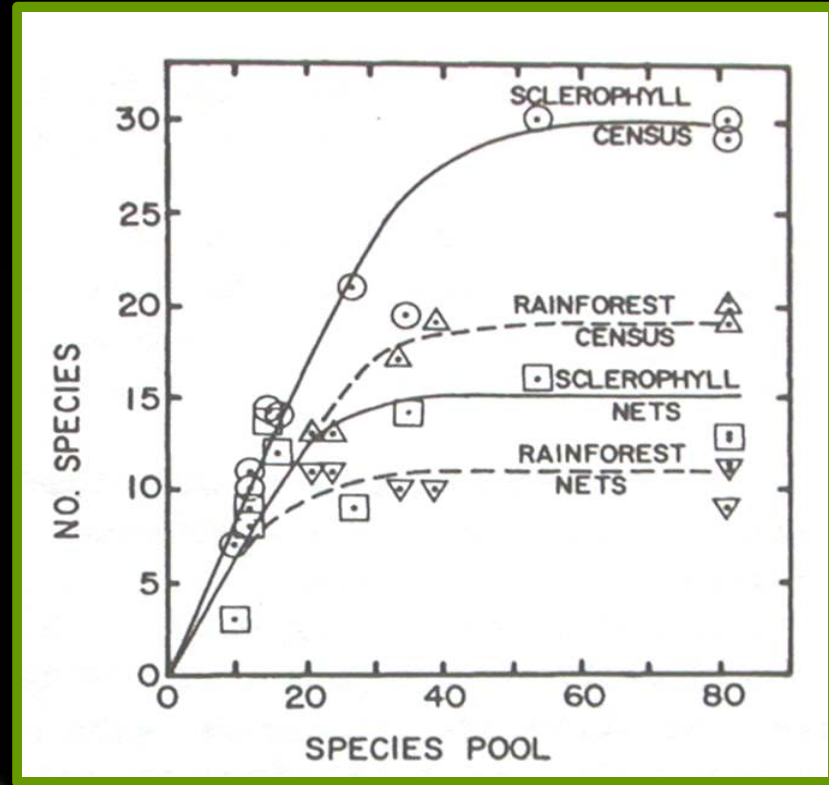 SCLEROPHYLL
CENSUS
RAINFOREST
CENSUS
SCLEROPHYLL
NETS
RAINFOREST
NETS
30
25
20
15
10
5
0
NO. SPECIES
0 20 40 60 80
SPECIES POOL